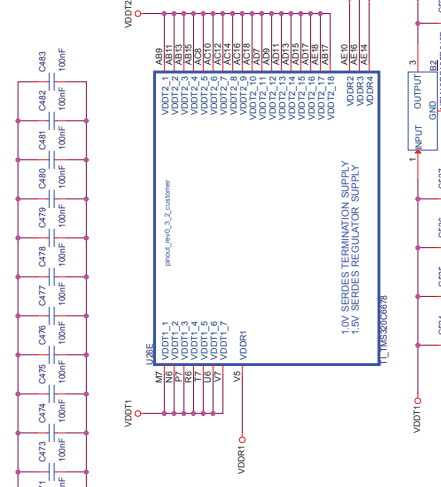 VDDT2
C483
100nF
C482
100nF
C481
100nF
C480
100nF
C479
100nF
C478
100nF
C477
100nF
C476
100nF
C475
100nF
C474
100nF
C473
100nF
AB9
AB11
AB13
AB15
AC8
AC10
AC12
AC14
AC16
AC18
AD7
AD9
AD11
AD13
AD15
AD17
AE18
AB17
AE10
AE16
AE14
VDDT2_1
VDDT2_2
VDDT2_3
VDDT2_4
VDDT2_5
VDDT2_6
VDDT2_7
VDDT2_8
VDDT2_9
VDDT2_10
VDDT2_11
VDDT2_12
VDDT2_13
VDDT2_14
VDDT2_15
VDDT2_16
VDDT2_17
VDDT2_18
VDDR2
VDDR3
VDDR4
pinout_rev0_3_2_customer
1.0V SERDES TERMINATION SUPPLY
1.5V SERDES REGULATOR SUPPLY
U26E
VDDT1_1
VDDT1_2
VDDT1_3
VDDT1_4
VDDT1_5
VDDT1_6
VDDT1_7
VDDR1
TI_TMS320C6678
M7
N6
P7
R6
T7
U6
V7
V5
VDDT1
VDDR1
3
OUTPUT
GND
INPUT
1
VDDT1